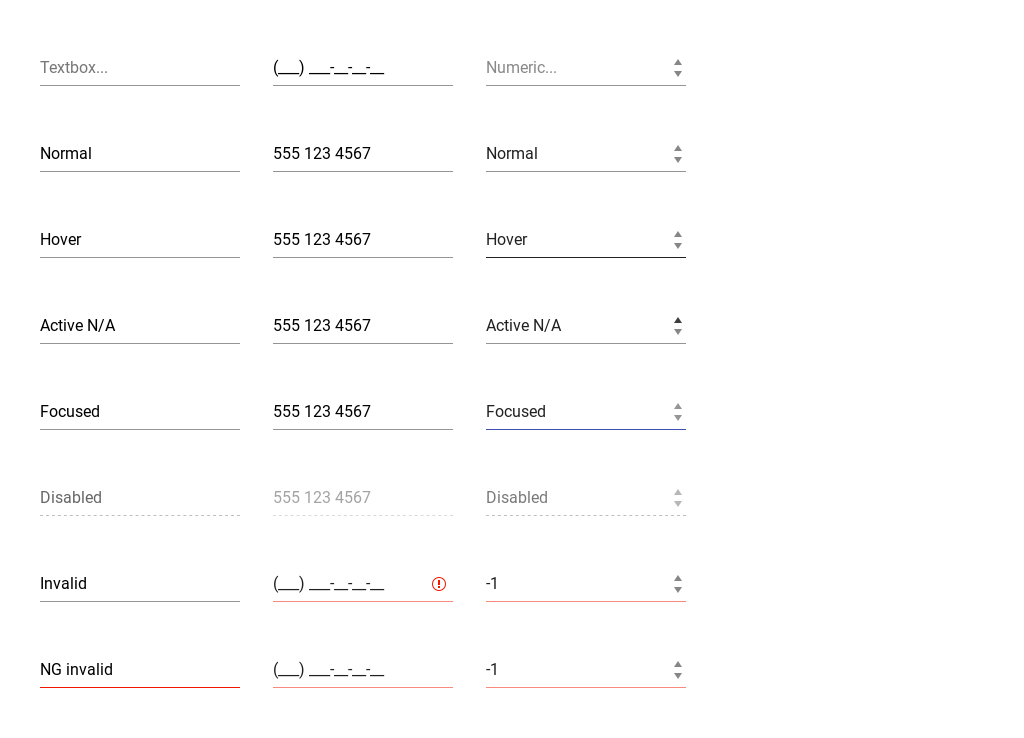 Textbox... (___) ___-__-__-__ Numeric...
Normal 555 123 4567 Normal
Hover 555 123 4567 Hover
Active N/A 555 123 4567 Active N/A
Focused 555 123 4567 Focused
Disabled 555 123 4567 Disabled
Invalid (___) ___-__-__-__ -1
NG invalid (___) ___-__-__-__ -1